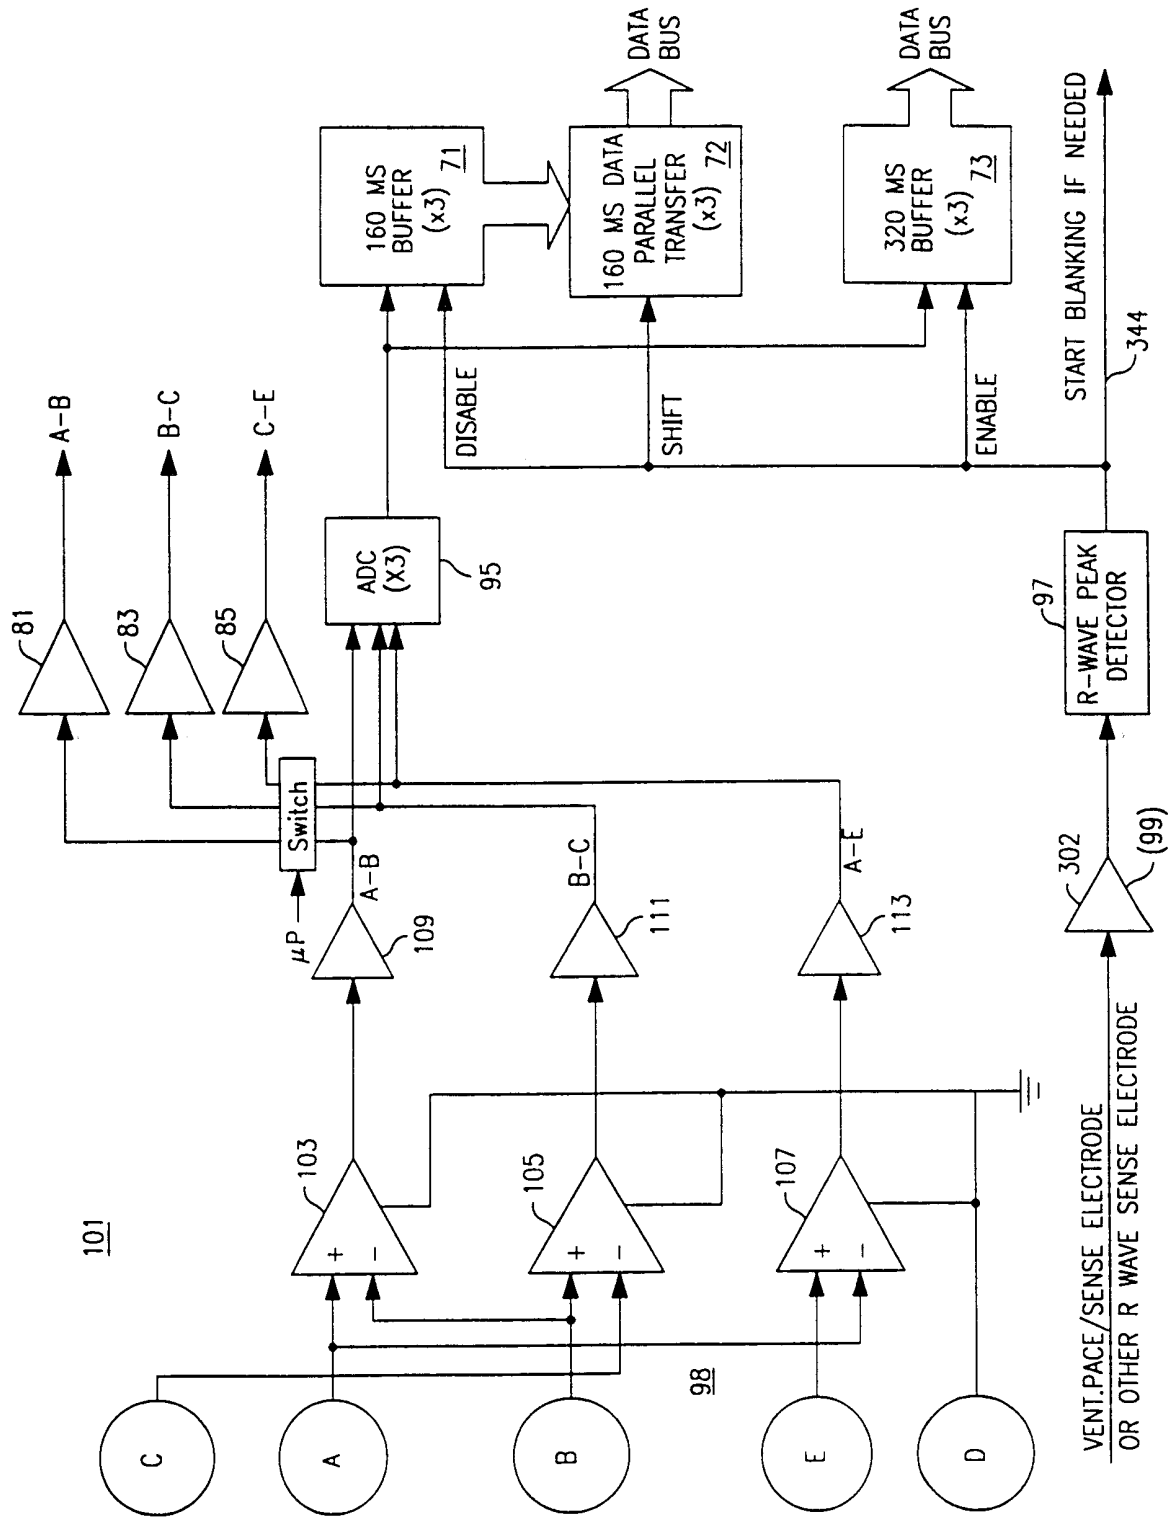 101
C
A
B
E
D
98
+
−
103
+
−
105
+
−
107
109
111
113
A-B
B-C
A-E
μP
Switch
81
83
85
A-B
B-C
C-E
ADC
(X3)
95
160 MS
BUFFER
(x3)
71
160 MS DATA
PARALLEL
TRANSFER
(x3)
72
DATA
BUS
320 MS
BUFFER
(x3)
73
DATA
BUS
DISABLE
SHIFT
ENABLE
VENT.PACE/SENSE ELECTRODE
OR OTHER R WAVE SENSE ELECTRODE
302
(99)
R-WAVE PEAK
DETECTOR
97
START BLANKING IF NEEDED
344